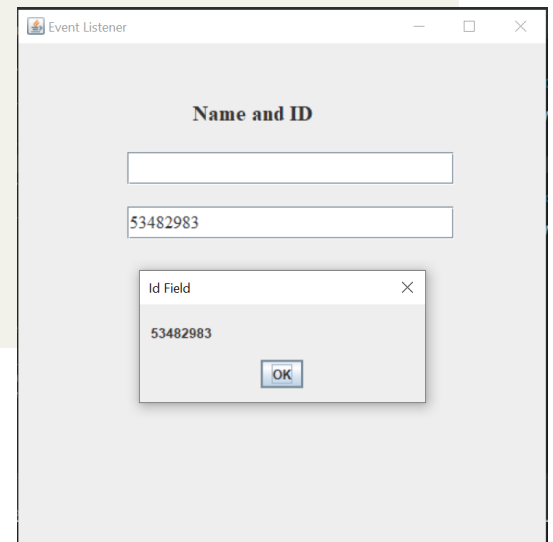 Event Listener
Name and ID
53482983
Id Field
53482983
OK